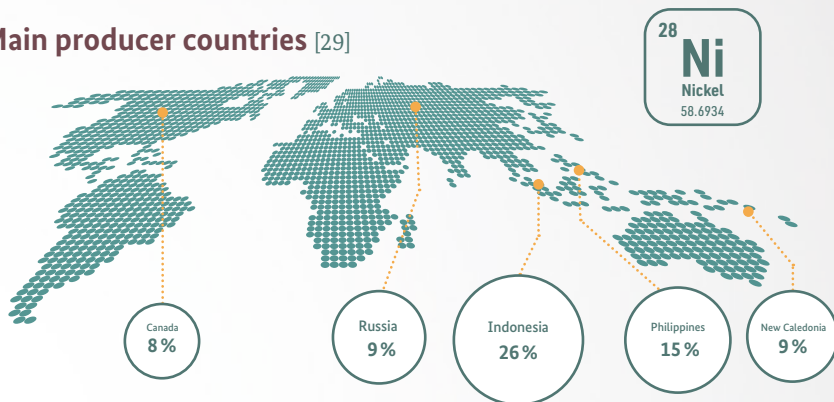 Main producer countries [29]
28
Ni
Nickel
58.6934
Canada
8 %
Russia
9 %
Indonesia
26 %
Philippines
15 %
New Caledonia
9 %